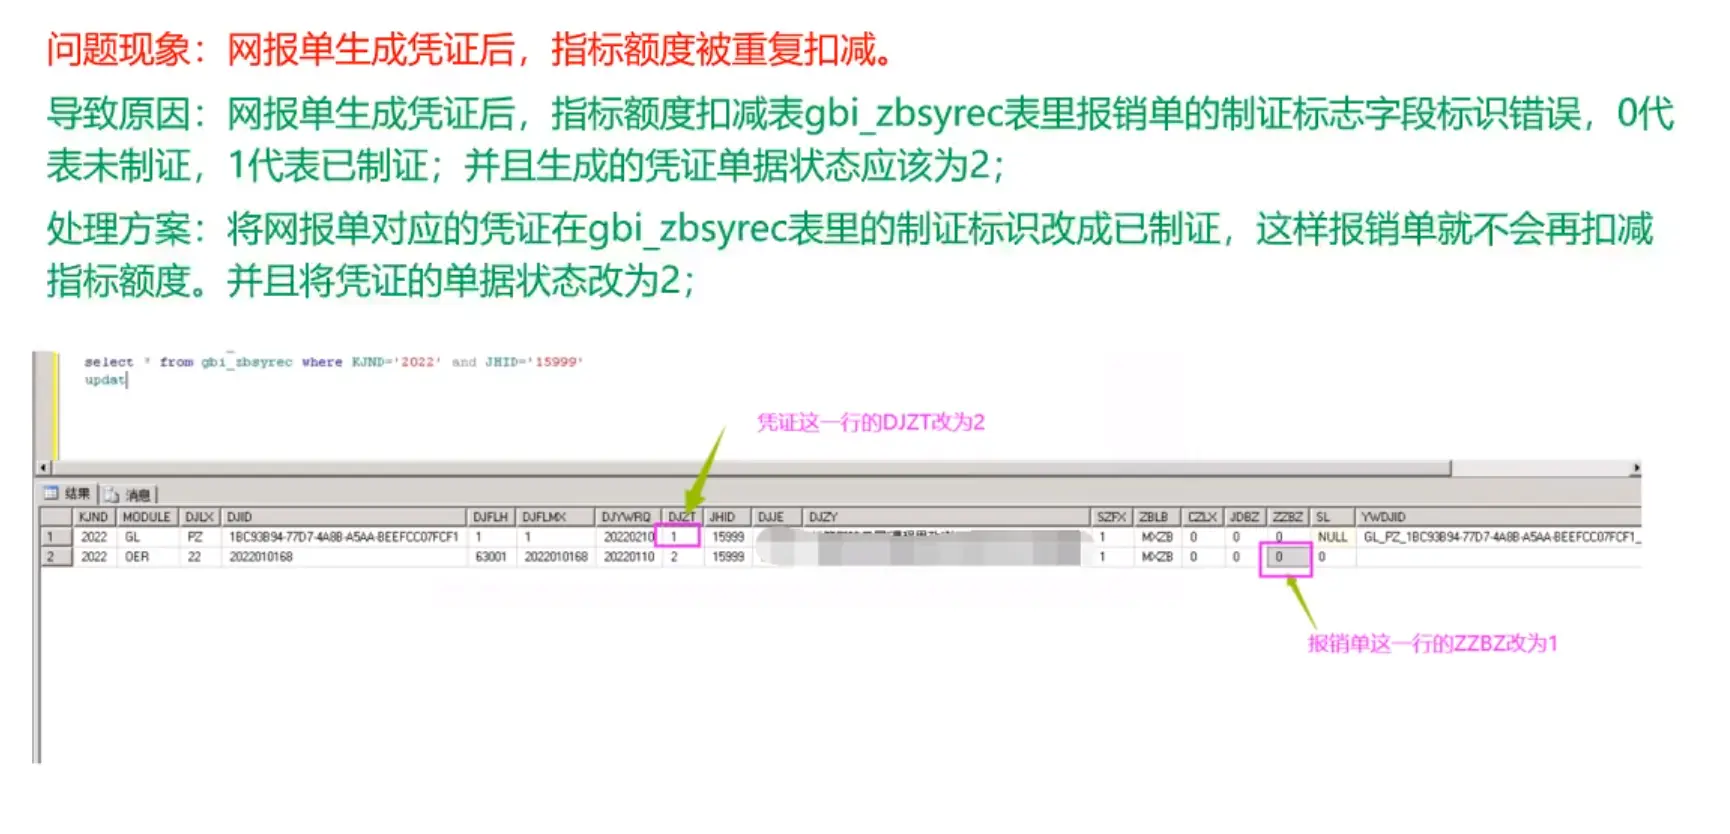 问题现象：网报单生成凭证后，指标额度被重复扣减。
导致原因：网报单生成凭证后，指标额度扣减表gbi_zbsyrec表里报销单的制证标志字段标识错误，0代
表未制证，1代表已制证；并且生成的凭证单据状态应该为2；
处理方案：将网报单对应的凭证在gbi_zbsyrec表里的制证标识改成已制证，这样报销单就不会再扣减
指标额度。并且将凭证的单据状态改为2；
select * from gbi_zbsyrec where KJND='2022' and JHID='15999'
updat
凭证这一行的DJZT改为2
结果 消息
KJND MODULE DJLX DJID DJFLH DJFLMX DJYWRQ DJZT JHID DJJE DJZY SZFX ZBLB CZLX JDBZ ZZBZ SL YWDJID
1 2022 GL PZ 1BC93B94-77D7-4A8B-A5AA-BEEFCC07FCF1 1 1 20220210 1 15999 1 MXZB 0 0 0 NULL GL_PZ_1BC93B94-77D7-4A8B-A5AA-BEEFCC07FCF1_
2 2022 OER 22 2022010168 63001 2022010168 20220110 2 15999 1 MXZB 0 0 0 0
报销单这一行的ZZBZ改为1